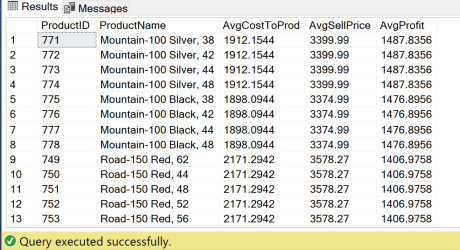 Results Messages
ProductID ProductName AvgCostToProd AvgSellPrice AvgProfit
1 771 Mountain-100 Silver, 38 1912.1544 3399.99 1487.8356
2 772 Mountain-100 Silver, 42 1912.1544 3399.99 1487.8356
3 773 Mountain-100 Silver, 44 1912.1544 3399.99 1487.8356
4 774 Mountain-100 Silver, 48 1912.1544 3399.99 1487.8356
5 775 Mountain-100 Black, 38 1898.0944 3374.99 1476.8956
6 776 Mountain-100 Black, 42 1898.0944 3374.99 1476.8956
7 777 Mountain-100 Black, 44 1898.0944 3374.99 1476.8956
8 778 Mountain-100 Black, 48 1898.0944 3374.99 1476.8956
9 749 Road-150 Red, 62 2171.2942 3578.27 1406.9758
10 750 Road-150 Red, 44 2171.2942 3578.27 1406.9758
11 751 Road-150 Red, 48 2171.2942 3578.27 1406.9758
12 752 Road-150 Red, 52 2171.2942 3578.27 1406.9758
13 753 Road-150 Red, 56 2171.2942 3578.27 1406.9758
Query executed successfully.